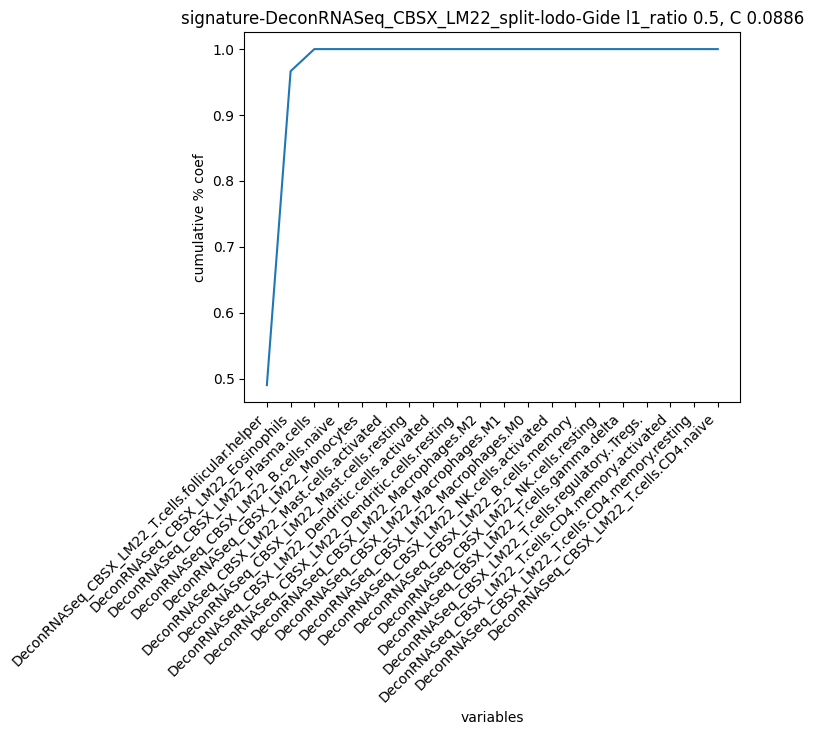 signature-DeconRNASeq_CBSX_LM22_split-lodo-Gide l1_ratio 0.5, C 0.0886
cumulative % coef
1.0
0.9
0.8
0.7
0.6
0.5
DeconRNASeq_CBSX_LM22_T.cells.follicular.helper
DeconRNASeq_CBSX_LM22_Eosinophils
DeconRNASeq_CBSX_LM22_Plasma.cells
DeconRNASeq_CBSX_LM22_B.cells.naive
DeconRNASeq_CBSX_LM22_Monocytes
DeconRNASeq_CBSX_LM22_Mast.cells.activated
DeconRNASeq_CBSX_LM22_Mast.cells.resting
DeconRNASeq_CBSX_LM22_Dendritic.cells.activated
DeconRNASeq_CBSX_LM22_Dendritic.cells.resting
DeconRNASeq_CBSX_LM22_Macrophages.M2
DeconRNASeq_CBSX_LM22_Macrophages.M1
DeconRNASeq_CBSX_LM22_Macrophages.M0
DeconRNASeq_CBSX_LM22_NK.cells.activated
DeconRNASeq_CBSX_LM22_B.cells.memory
DeconRNASeq_CBSX_LM22_NK.cells.resting
DeconRNASeq_CBSX_LM22_T.cells.gamma.delta
DeconRNASeq_CBSX_LM22_T.cells.regulatory..Tregs.
DeconRNASeq_CBSX_LM22_T.cells.CD4.memory.activated
DeconRNASeq_CBSX_LM22_T.cells.CD4.memory.resting
DeconRNASeq_CBSX_LM22_T.cells.CD4.naive
variables